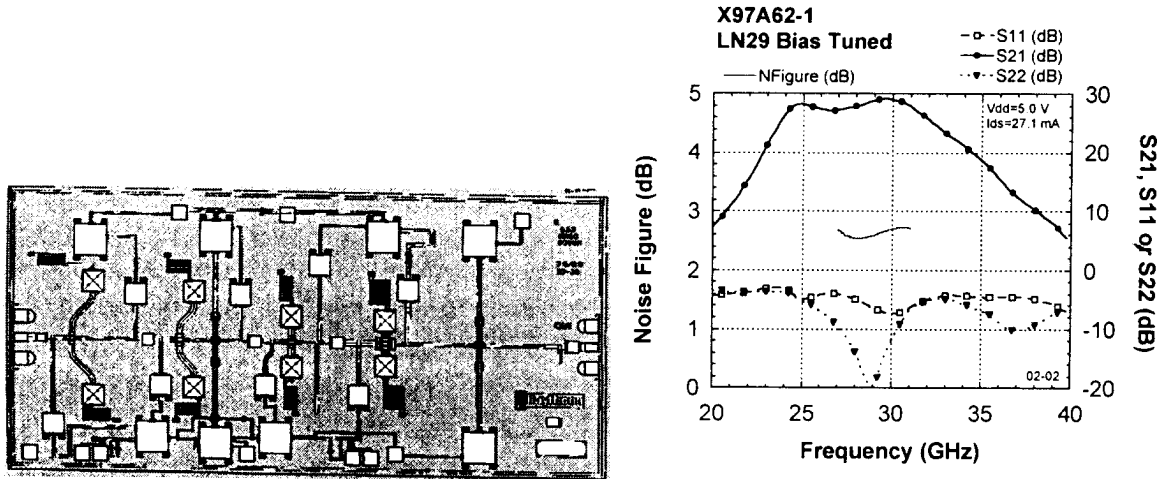 X97A62-1
LN29 Bias Tuned
NFigure (dB)
S11 (dB)
S21 (dB)
S22 (dB)
Vdd=5.0 V
Ids=27.1 mA
5
4
3
2
1
0
Noise Figure (dB)
30
20
10
0
-10
-20
S21, S11 or S22 (dB)
02-02
20 25 30 35 40
Frequency (GHz)